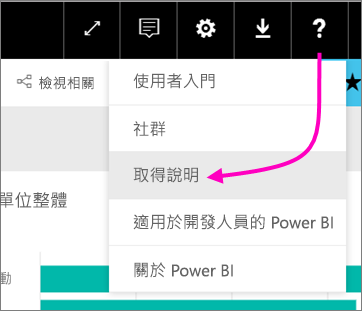 ?
檢視相關
使用者入門
社群
取得說明
單位整體
適用於開發人員的 Power BI
動
關於 Power BI